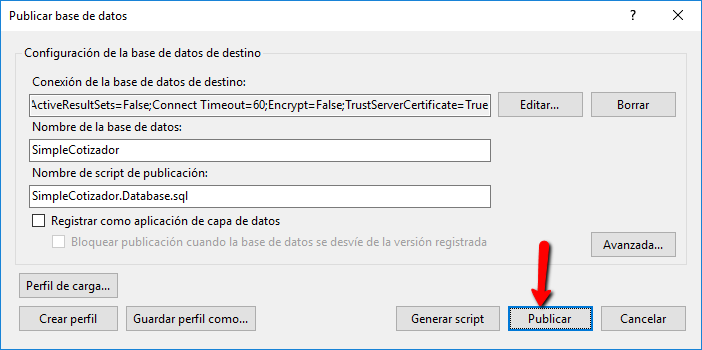 Publicar base de datos
Configuración de la base de datos de destino
Conexión de la base de datos de destino:
ActiveResultSets=False;Connect Timeout=60;Encrypt=False;TrustServerCertificate=True
Editar...
Borrar
Nombre de la base de datos:
SimpleCotizador
Nombre de script de publicación:
SimpleCotizador.Database.sql
Registrar como aplicación de capa de datos
Bloquear publicación cuando la base de datos se desvíe de la versión registrada
Avanzada...
Perfil de carga...
Crear perfil
Guardar perfil como...
Generar script
Publicar
Cancelar